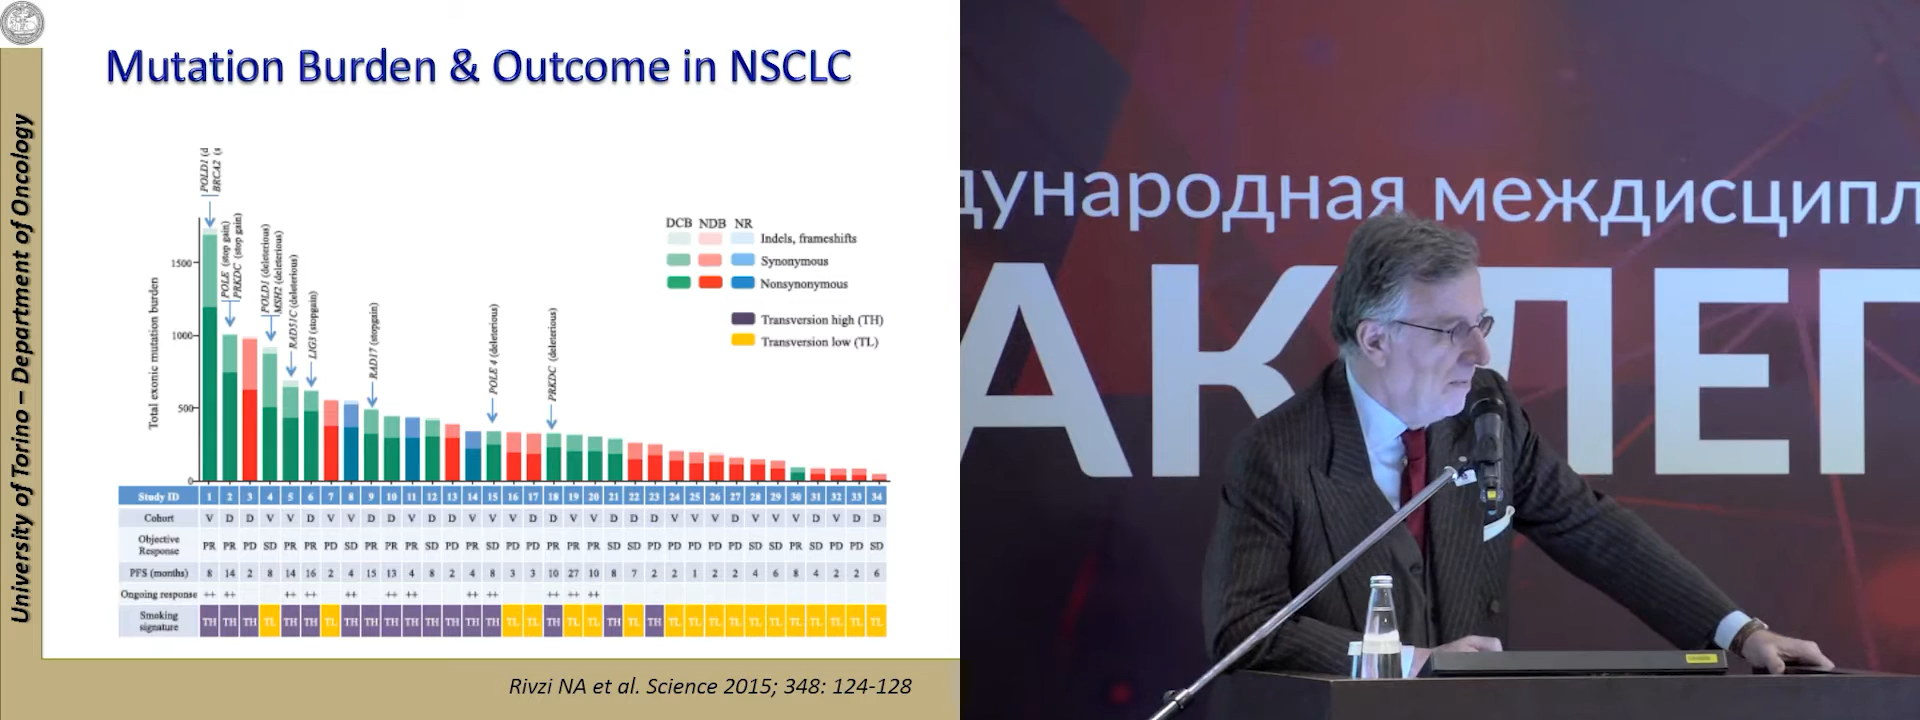 University of Torino – Department of Oncology
Mutation Burden & Outcome in NSCLC
POLD1 (d
BRCA2 (s
POLE (stop gain)
PRKDC (stop gain)
POLD1 (deleterious)
MSH2 (deleterious)
RAD51C (deleterious)
LIG3 (stopgain)
RAD17 (stopgain)
POLE 4 (deleterious)
PRKDC (deleterious)
Total exonic mutation burden
1500
1000
500
0
DCB NDB NR
Indels, frameshifts
Synonymous
Nonsynonymous
Transversion high (TH)
Transversion low (TL)
Study ID 1 2 3 4 5 6 7 8 9 10 11 12 13 14 15 16 17 18 19 20 21 22 23 24 25 26 27 28 29 30 31 32 33 34
Cohort V D D V V D V V D D V D D V V V D D V V D D D V V V D V V V D V D D
Objective
Response PR PR PD SD PR PR PD SD PR PR PR SD PD PR SD PD PD PR PR PR SD SD PD PD PD PD PD SD SD PR SD PD PD SD
PFS (months) 8 14 2 8 14 16 2 4 15 13 4 8 2 4 8 3 3 10 27 10 8 7 2 2 1 2 2 4 6 8 4 2 2 6
Ongoing response ++ ++ ++ ++ ++ ++ ++ ++ ++ ++ ++ ++
Smoking
signature TH TH TH TL TH TH TL TH TH TH TH TH TH TH TH TL TL TH TL TL TH TL TH TL TL TL TL TL TL TL TL TL TL TL
Rivzi NA et al. Science 2015; 348: 124-128
дународная междисципл
АК ЛЕГ